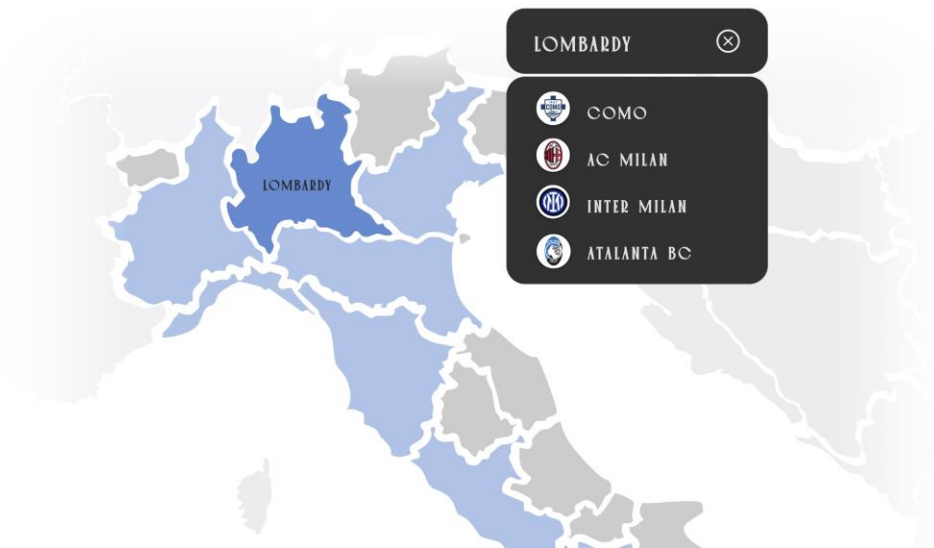 LOMBARDY
COMO
AC MILAN
INTER MILAN
ATALANTA BC
LOMBARDY